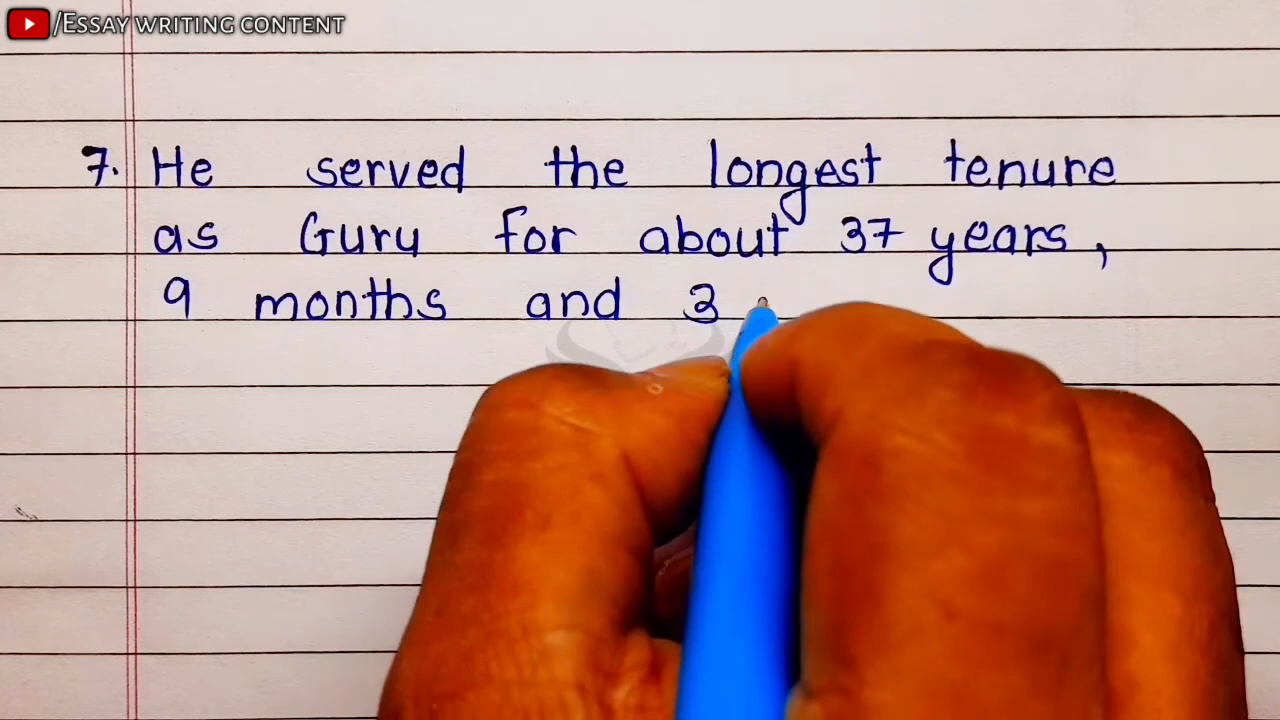 /ESSAY WRITING CONTENT
7. He served the longest tenure
as Guru for about 37 years,
9 months and 3